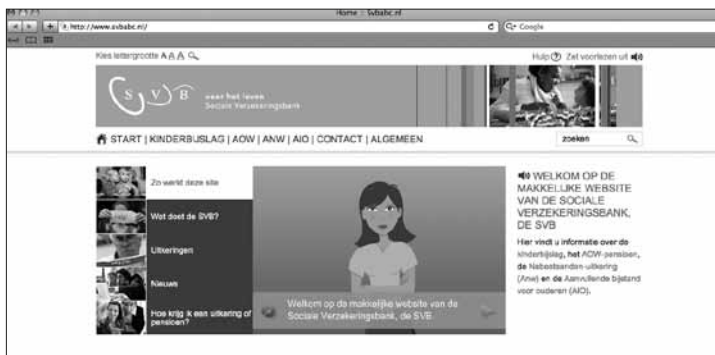 Home :: Svbabc.nl
http://www.svbabc.nl/
Google
Kies lettergrootte A A A
Hulp Zet voorlezen uit
SVB
voor het leven
Sociale Verzekeringsbank
START | KINDERBIJSLAG | AOW | ANW | AIO | CONTACT | ALGEMEEN
zoeken
Zo werkt deze site
Wat doet de SVB?
Uitkeringen
Nieuws
Hoe krijg ik een uitkering of
pensioen?
Welkom op de makkelijke website van de
Sociale Verzekeringsbank, de SVB.
WELKOM OP DE
MAKKELIJKE WEBSITE
VAN DE SOCIALE
VERZEKERINGSBANK,
DE SVB
Hier vindt u informatie over de
kinderbijslag, het AOW-pensioen,
de Nabestaanden-uitkering
(Anw) en de Aanvullende bijstand
voor ouderen (AIO).